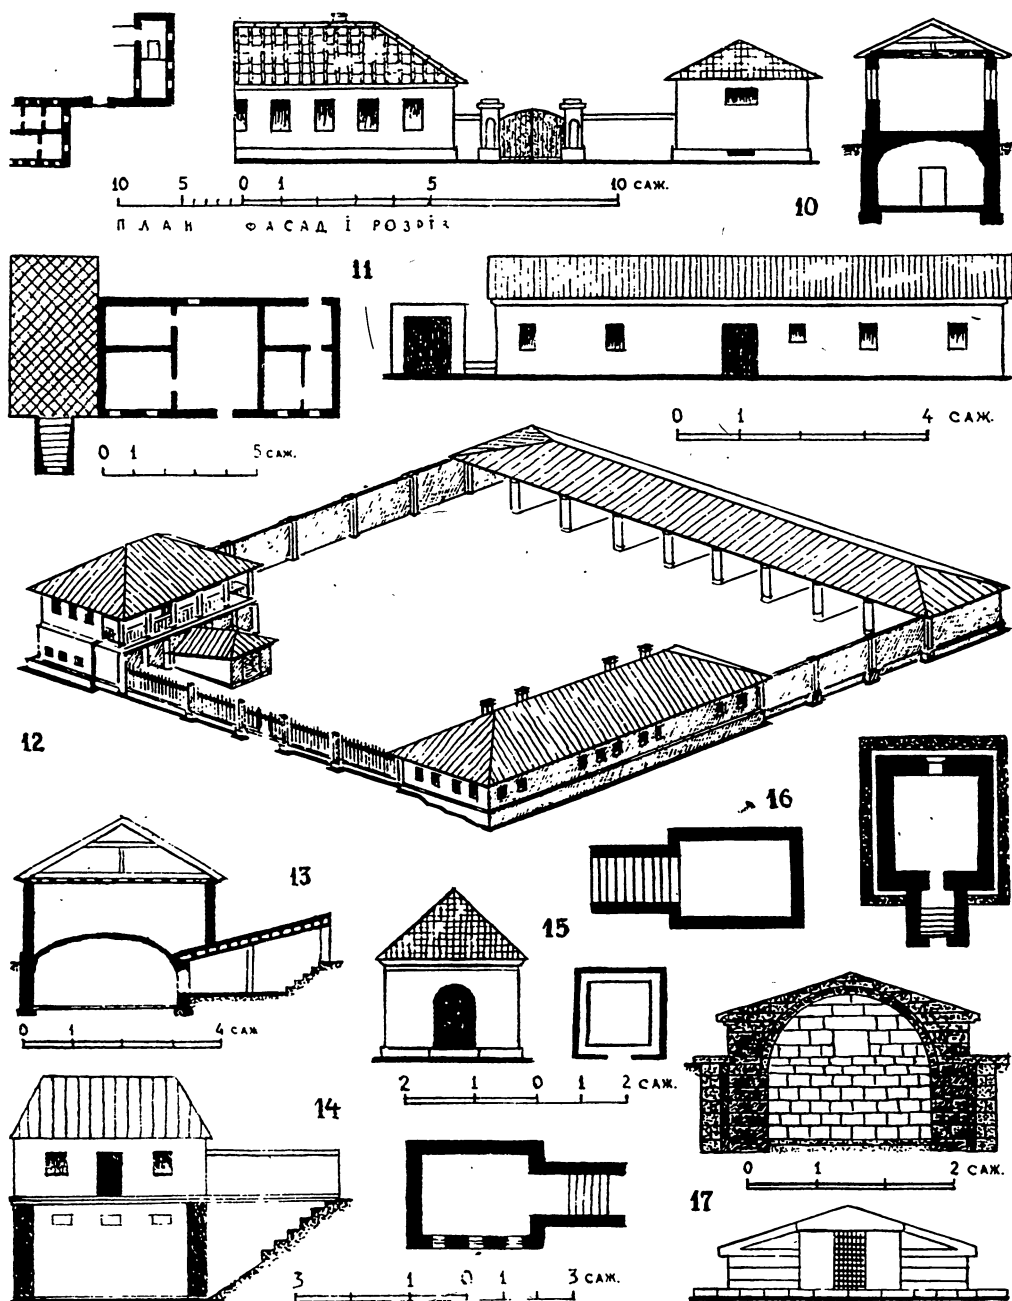 10 5 0 1 5 10 САЖ.
10
ПЛАН ФАСАД І РОЗРІЗ
11
0 1 4 САЖ.
0 1 5 САЖ.
12
16
13
15
0 1 4 САЖ
2 1 0 1 2 САЖ.
14
0 1 2 САЖ.
17
3 1 0 1 3 САЖ.